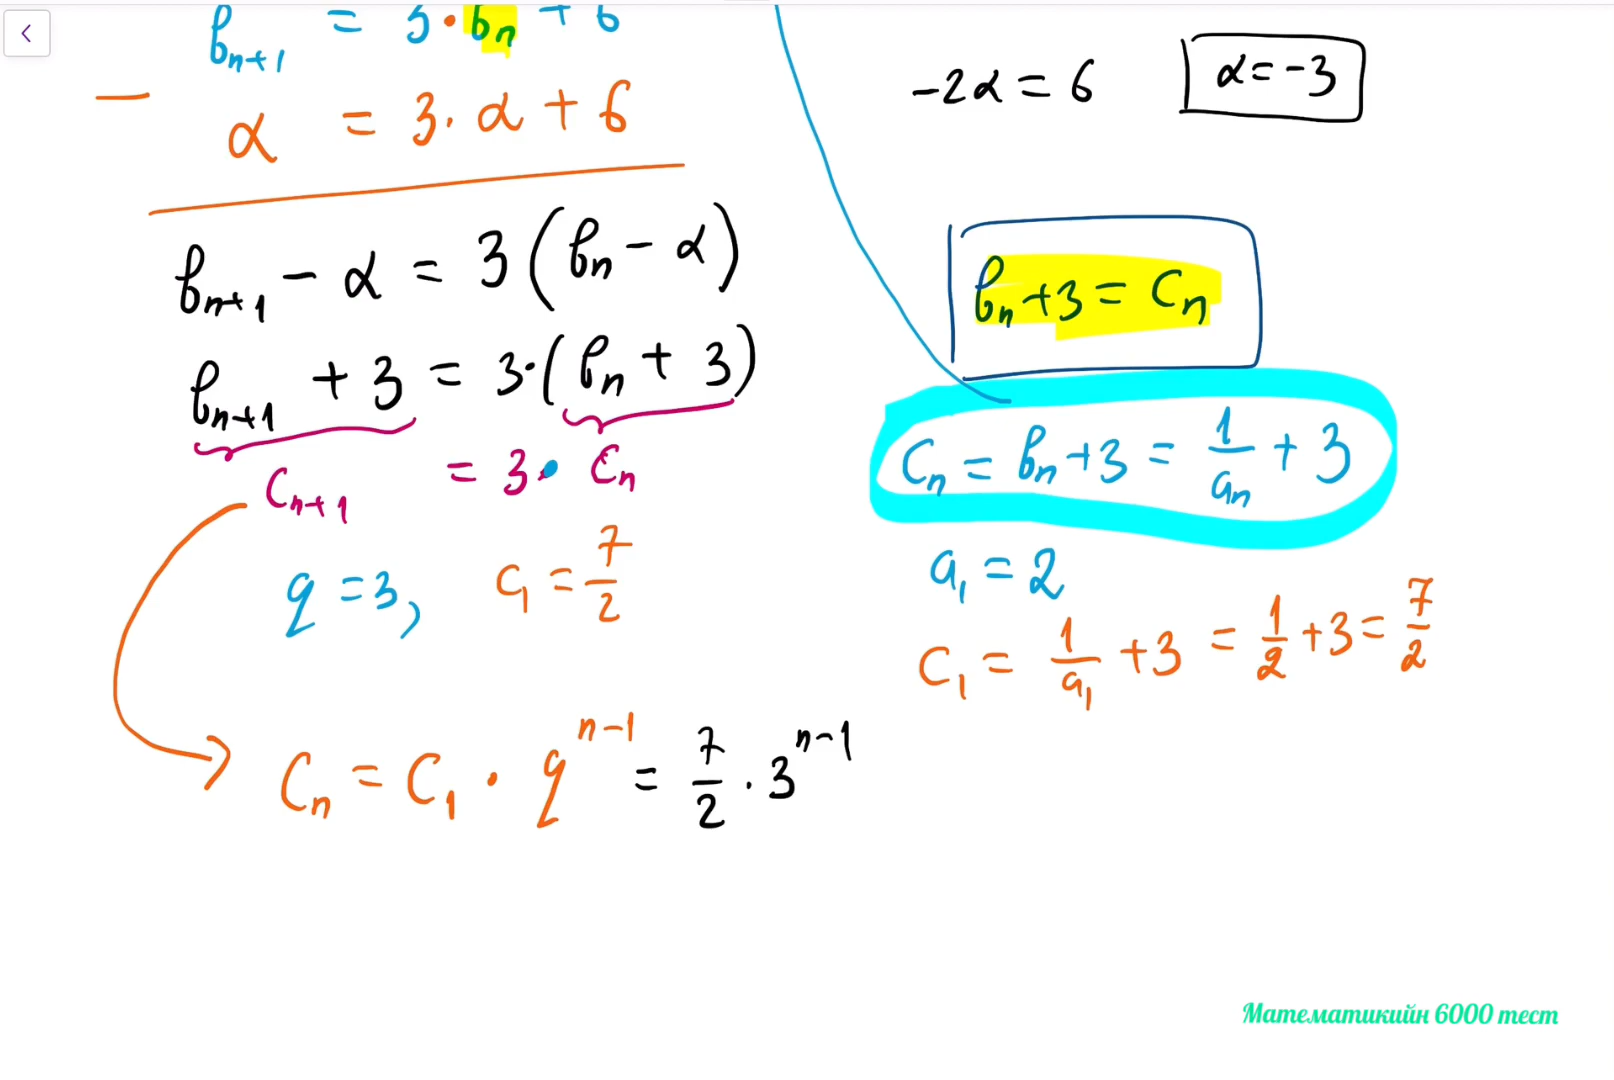 bₙ₊₁ = 3·bₙ + 6
− α = 3·α + 6
bₙ₊₁ − α = 3(bₙ − α)
bₙ₊₁ + 3 = 3·(bₙ + 3)
cₙ₊₁ = 3· cₙ
q = 3, c₁ = 7/2
cₙ = c₁ · qⁿ⁻¹ = 7/2 · 3ⁿ⁻¹
−2α = 6
α = −3
bₙ + 3 = cₙ
cₙ = bₙ + 3 = 1/aₙ + 3
a₁ = 2
c₁ = 1/a₁ + 3 = 1/2 + 3 = 7/2
Математикийн 6000 тест